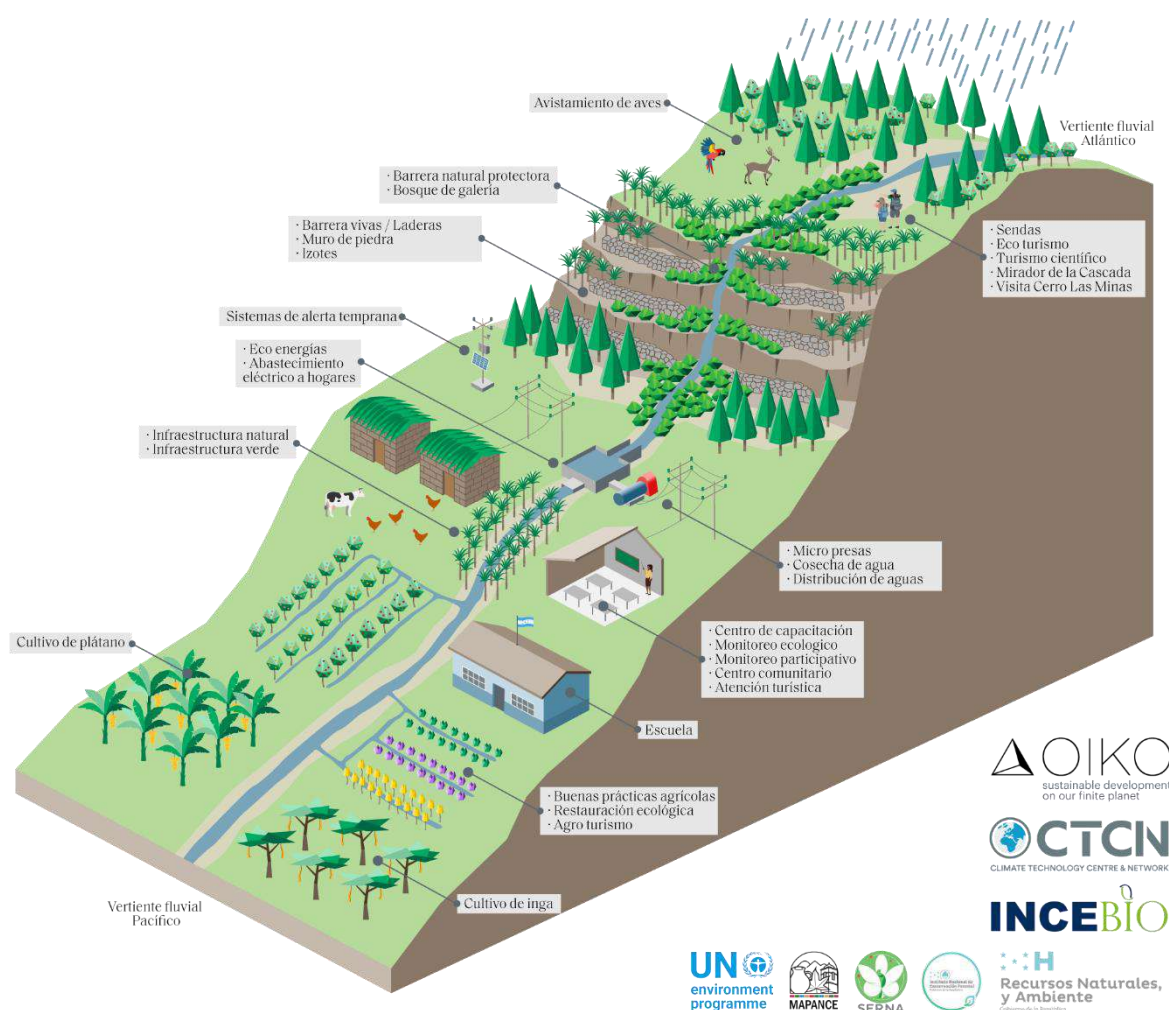 Avistamiento de aves
Vertiente fluvial
Atlántico
· Barrera natural protectora
· Bosque de galería
· Barrera vivas / Laderas
· Muro de piedra
· Izotes
· Sendas
· Eco turismo
· Turismo científico
· Mirador de la Cascada
· Visita Cerro Las Minas
Sistemas de alerta temprana
· Eco energías
· Abastecimiento
eléctrico a hogares
· Infraestructura natural
· Infraestructura verde
· Micro presas
· Cosecha de agua
· Distribución de aguas
Cultivo de plátano
· Centro de capacitación
· Monitoreo ecologico
· Monitoreo participativo
· Centro comunitario
· Atención turística
Escuela
· Buenas prácticas agrícolas
· Restauración ecológica
· Agro turismo
Cultivo de inga
Vertiente fluvial
Pacífico
OIKO
sustainable development
on our finite planet
CTCN
CLIMATE TECHNOLOGY CENTRE & NETWORK
INCEBIO
UN
environment
programme
MAPANCE
SERNA
H
Recursos Naturales,
y Ambiente